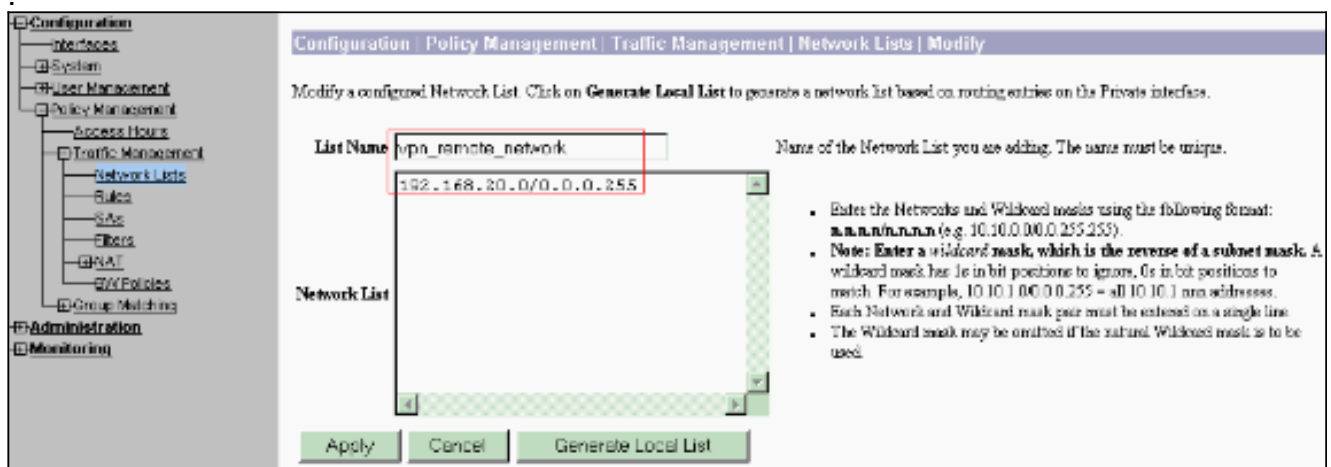 .
Configuration
Interfaces
System
User Management
Policy Management
Access Hours
Traffic Management
Network Lists
Rules
SAs
Filters
NAT
BW Policies
Group Matching
Administration
Monitoring
Configuration | Policy Management | Traffic Management | Network Lists | Modify
Modify a configured Network List. Click on Generate Local List to generate a network list based on routing entries on the Private interface.
List Name
vpn_remote_network
Name of the Network List you are adding. The name must be unique.
Network List
192.168.20.0/0.0.0.255
• Enter the Networks and Wildcard masks using the following format:
n.n.n.n/n.n.n.n (e.g. 10.10.0.0/0.0.255.255).
• Note: Enter a wildcard mask, which is the reverse of a subnet mask. A
wildcard mask has 1s in bit positions to ignore, 0s in bit positions to
match. For example, 10.10.1.0/0.0.0.255 = all 10.10.1.nnn addresses.
• Each Network and Wildcard mask pair must be entered on a single line.
• The Wildcard mask may be omitted if the natural Wildcard mask is to be
used.
Apply
Cancel
Generate Local List